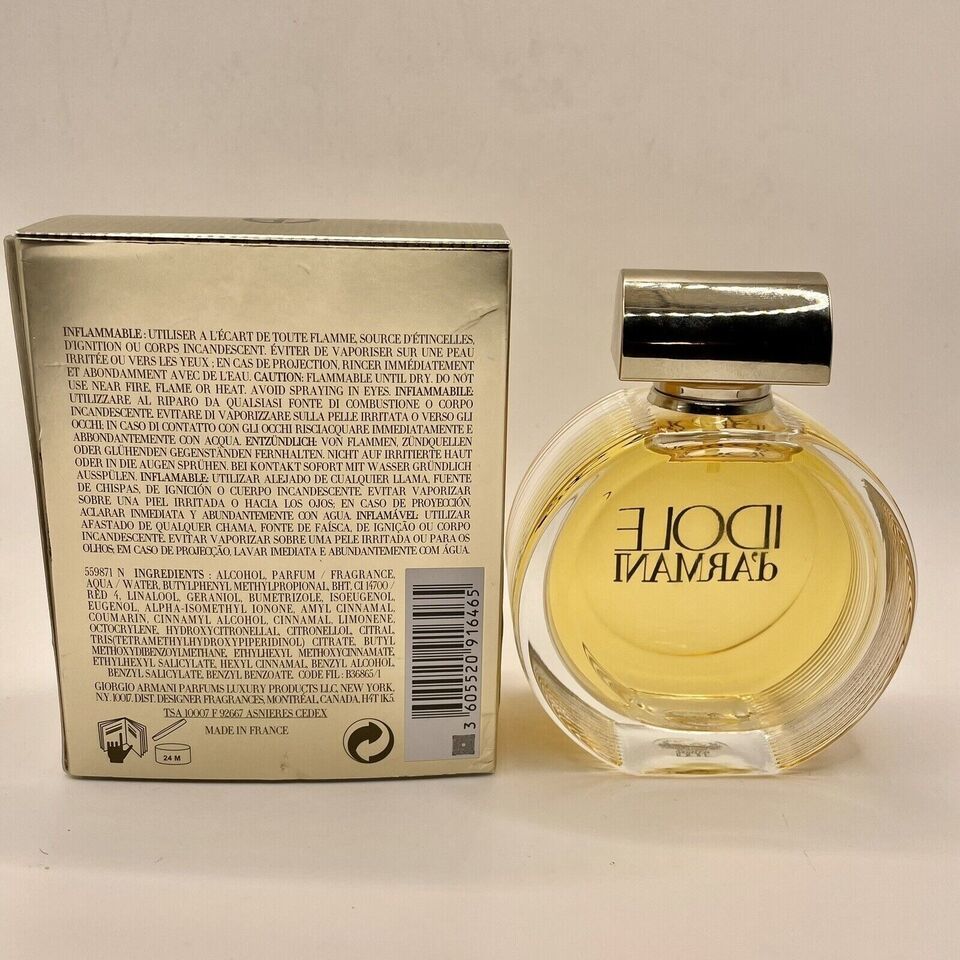 INFLAMMABLE : UTILISER A L'ÉCART DE TOUTE FLAMME, SOURCE D'ÉTINCELLES,
D'IGNITION OU CORPS INCANDESCENT. ÉVITER DE VAPORISER SUR UNE PEAU
IRRITÉE OU VERS LES YEUX ; EN CAS DE PROJECTION, RINCER IMMÉDIATEMENT
ET ABONDAMMENT AVEC DE L'EAU. CAUTION: FLAMMABLE UNTIL DRY. DO NOT
USE NEAR FIRE, FLAME OR HEAT. AVOID SPRAYING IN EYES. INFIAMMABILE:
UTILIZZARE AL RIPARO DA QUALSIASI FONTE DI COMBUSTIONE O CORPO
INCANDESCENTE. EVITARE DI VAPORIZZARE SULLA PELLE IRRITATA O VERSO GLI
OCCHI; IN CASO DI CONTATTO CON GLI OCCHI RISCIACQUARE IMMEDIATAMENTE E
ABBONDANTEMENTE CON ACQUA. ENTZÜNDLICH: VON FLAMMEN, ZÜNDQUELLEN
ODER GLÜHENDEN GEGENSTÄNDEN FERNHALTEN. NICHT AUF IRRITIERTE HAUT
ODER IN DIE AUGEN SPRÜHEN. BEI KONTAKT SOFORT MIT WASSER GRÜNDLICH
AUSSPÜLEN. INFLAMABLE: UTILIZAR ALEJADO DE CUALQUIER LLAMA, FUENTE
DE CHISPAS, DE IGNICIÓN O CUERPO INCANDESCENTE. EVITAR VAPORIZAR
SOBRE UNA PIEL IRRITADA O HACIA LOS OJOS; EN CASO DE PROYECCIÓN,
ACLARAR INMEDIATA Y ABUNDANTEMENTE CON AGUA. INFLAMÁVEL: UTILIZAR
AFASTADO DE QUALQUER CHAMA, FONTE DE FAÍSCA, DE IGNIÇÃO OU CORPO
INCANDESCENTE. EVITAR VAPORIZAR SOBRE UMA PELE IRRITADA OU PARA OS
OLHOS; EM CASO DE PROJECÇÃO, LAVAR IMEDIATA E ABUNDANTEMENTE COM ÁGUA.
559871 N INGREDIENTS : ALCOHOL, PARFUM / FRAGRANCE,
AQUA / WATER, BUTYLPHENYL METHYLPROPIONAL, BHT, CI 14700 /
RED 4, LINALOOL, GERANIOL, BUMETRIZOLE, ISOEUGENOL,
EUGENOL, ALPHA-ISOMETHYL IONONE, AMYL CINNAMAL,
COUMARIN, CINNAMYL ALCOHOL, CINNAMAL, LIMONENE,
OCTOCRYLENE, HYDROXYCITRONELLAL, CITRONELLOL, CITRAL
TRIS(TETRAMETHYLHYDROXYPIPERIDINOL) CITRATE, BUTYL
METHOXYDIBENZOYLMETHANE, ETHYLHEXYL METHOXYCINNAMATE,
ETHYLHEXYL SALICYLATE, HEXYL CINNAMAL, BENZYL ALCOHOL,
BENZYL SALICYLATE, BENZYL BENZOATE. CODE FIL : B36865/1
GIORGIO ARMANI PARFUMS LUXURY PRODUCTS LLC, NEW YORK,
NY. 10017. DIST. DESIGNER FRAGRANCES, MONTRÉAL, CANADA, H4T 1K5.
TSA 10007 F 92667 ASNIERES CEDEX
MADE IN FRANCE
24 M
3 605520 916465
IDOLE
d'ARMANI